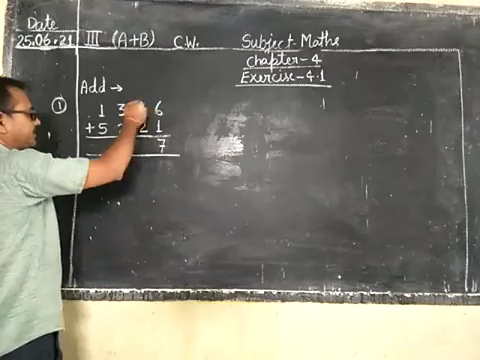 Date
25.06.21 III (A+B) C.W. Subject-Maths
Chapter-4
Exercise-4.1
Add →
① 1 3 6
+5 2 1
7